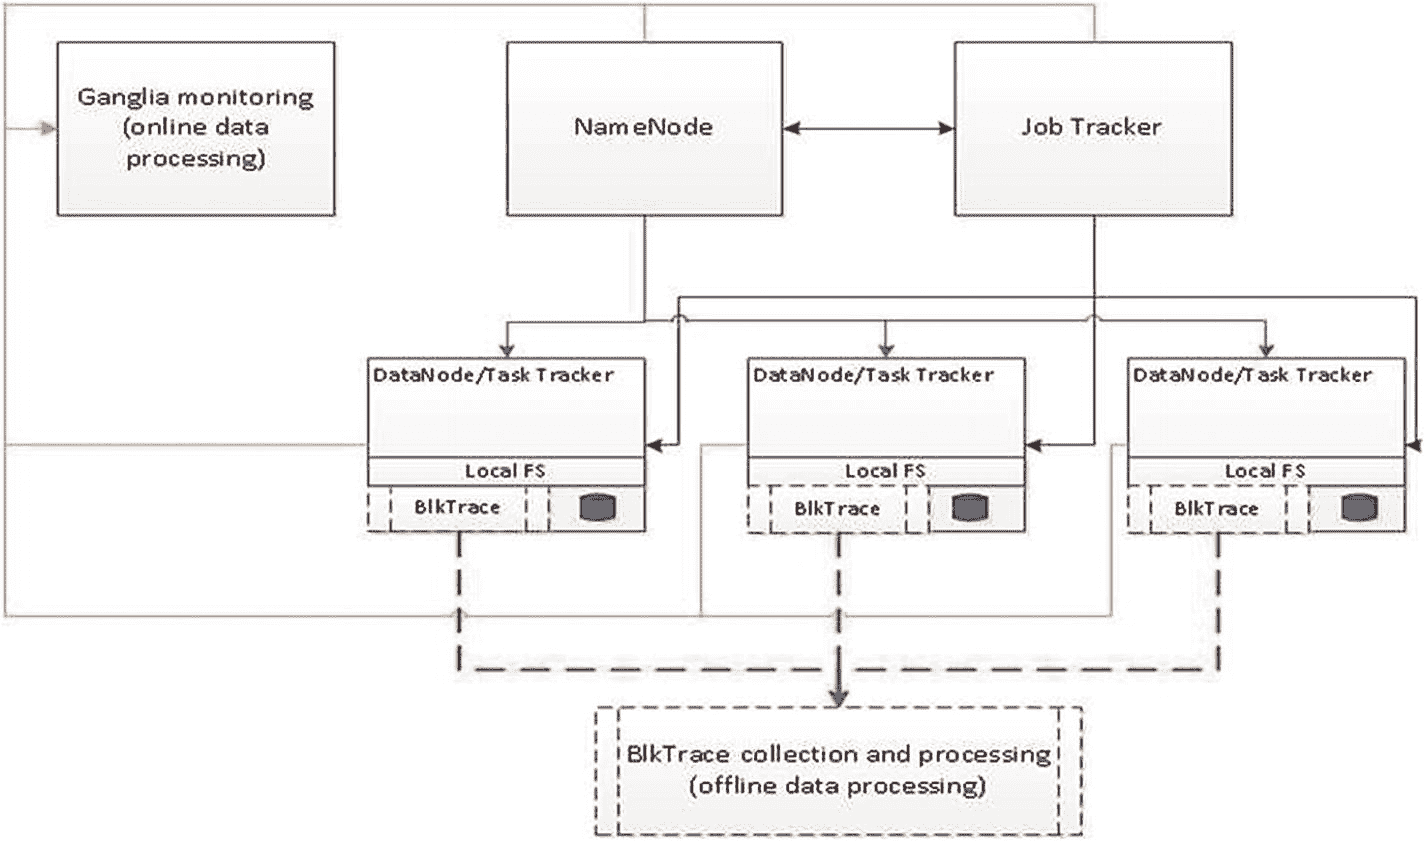 Ganglia monitoring
(online data
processing)
NameNode
Job Tracker
DataNode/Task Tracker
Local FS
BlkTrace
DataNode/Task Tracker
Local FS
BlkTrace
DataNode/Task Tracker
Local FS
BlkTrace
BlkTrace collection and processing
(offline data processing)